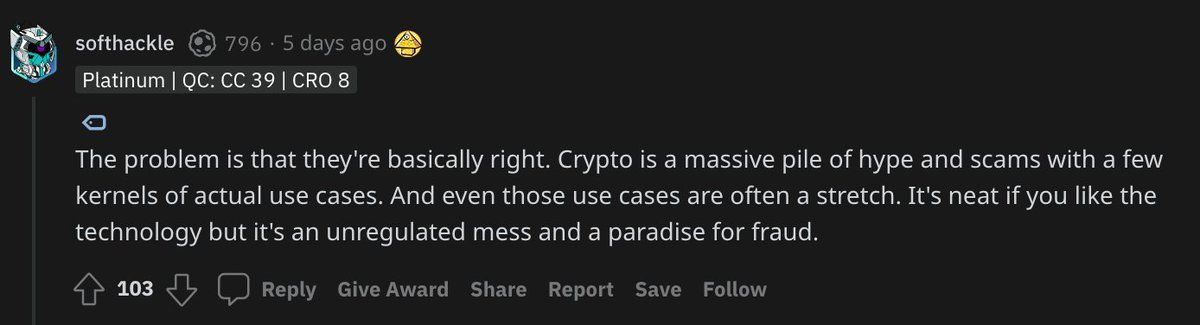 softhackle 796 · 5 days ago
Platinum | QC: CC 39 | CRO 8
The problem is that they're basically right. Crypto is a massive pile of hype and scams with a few
kernels of actual use cases. And even those use cases are often a stretch. It's neat if you like the
technology but it's an unregulated mess and a paradise for fraud.
103 Reply Give Award Share Report Save Follow